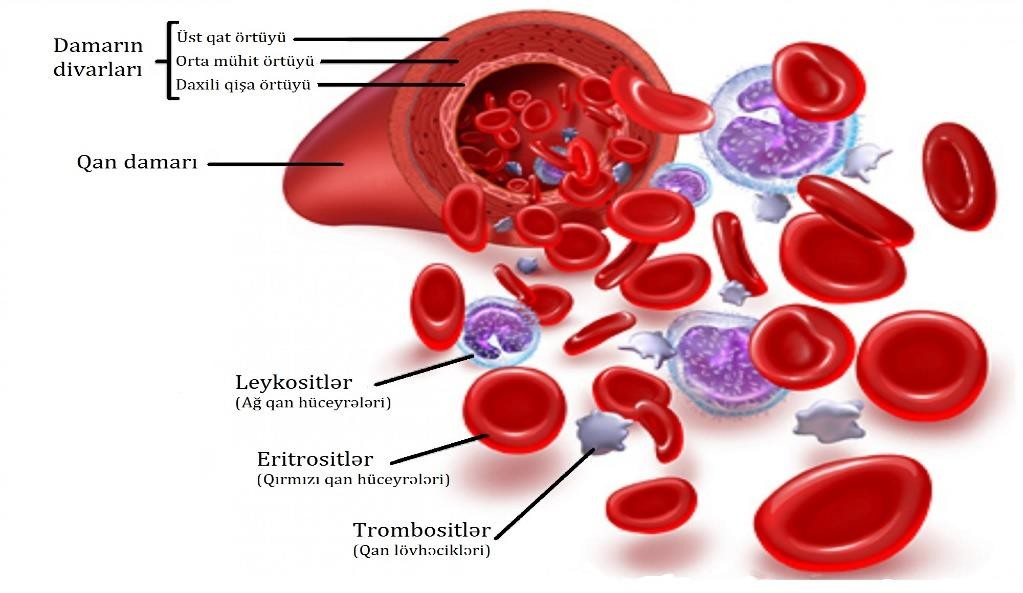 Damarın
divarları
Üst qat örtüyü
Orta mühit örtüyü
Daxili qişa örtüyü
Qan damarı
Leykositlər
(Ağ qan hüceyrələri)
Eritrositlər
(Qırmızı qan hüceyrələri)
Trombositlər
(Qan lövhəcikləri)